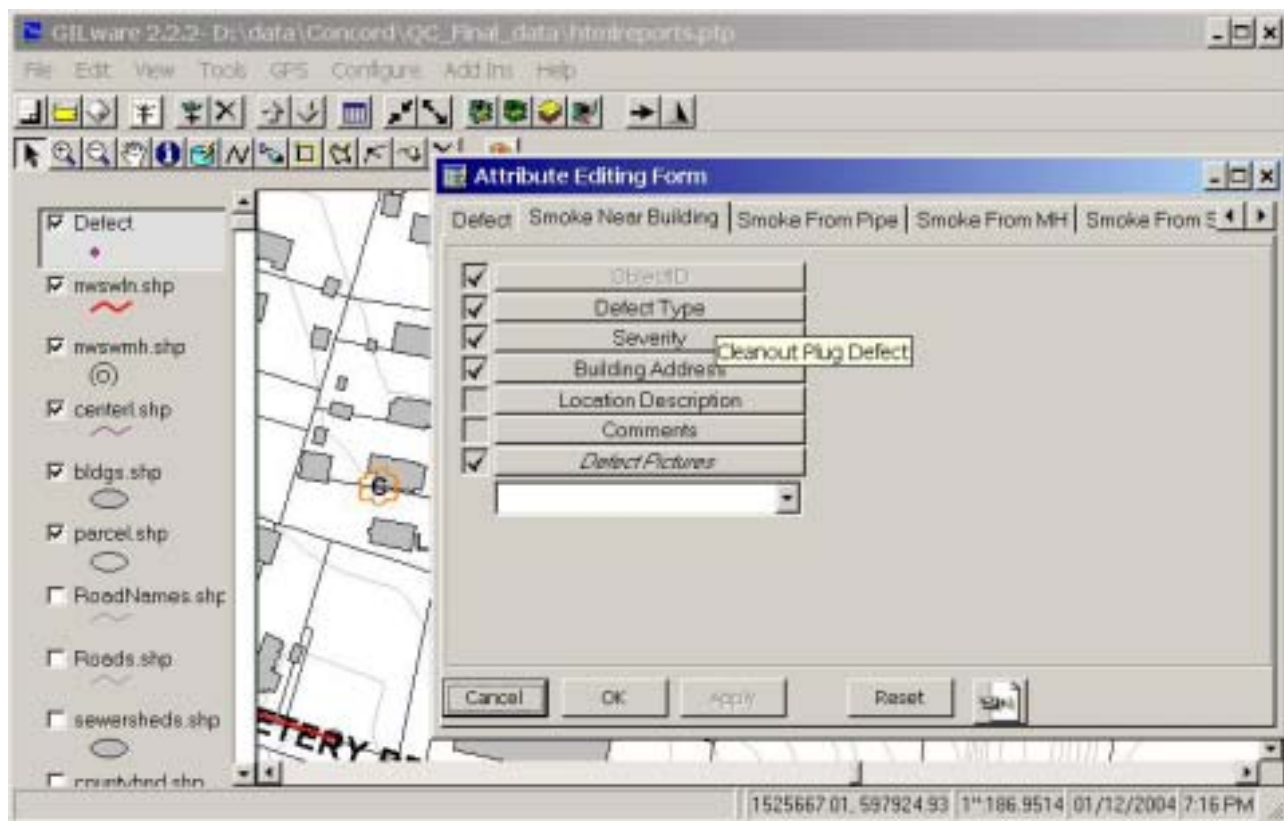 GILware 2.2.2- D:\data\Concord\QC_Final_data\htmlreports.ptp
File Edit View Tools GPS Configure Add Ins Help
Attribute Editing Form
Defect Smoke Near Building Smoke From Pipe Smoke From MH Smoke From S
Defect
nwswln.shp
nwswmh.shp
centerl.shp
bldgs.shp
parcel.shp
RoadNames.shp
Roads.shp
sewersheds.shp
ObjectID
Defect Type
Severity
Cleanout Plug Defect
Building Address
Location Description
Comments
Defect Pictures
Cancel OK Apply Reset
ETERY
1525667.01, 597924.93 1":186.9514 01/12/2004 7:16 PM